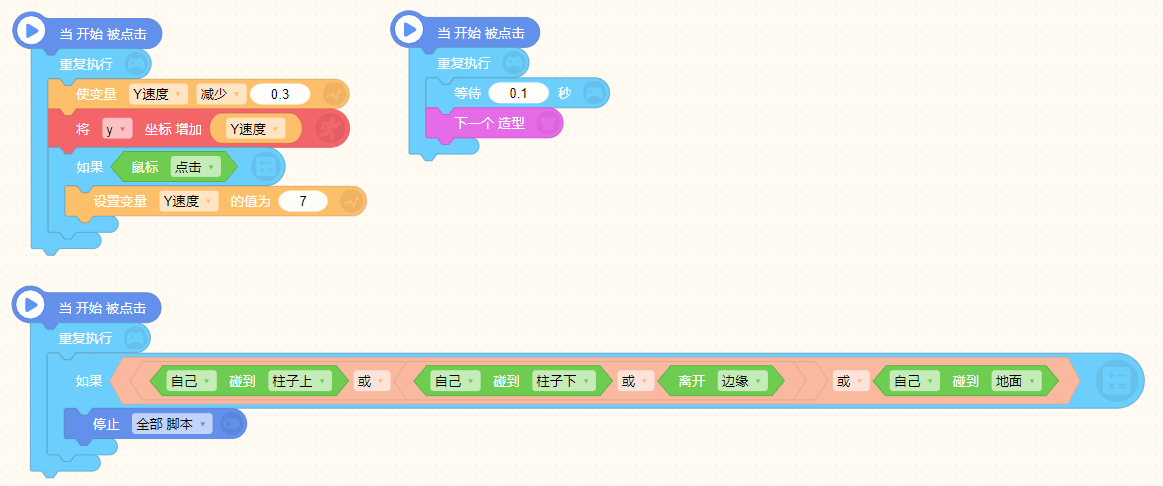 当 开始 被点击
重复执行
使变量 Y速度 减少 0.3
将 y 坐标 增加 Y速度
如果 鼠标 点击
设置变量 Y速度 的值为 7
当 开始 被点击
重复执行
等待 0.1 秒
下一个 造型
当 开始 被点击
重复执行
如果 自己 碰到 柱子上 或 自己 碰到 柱子下 或 离开 边缘 或 自己 碰到 地面
停止 全部 脚本